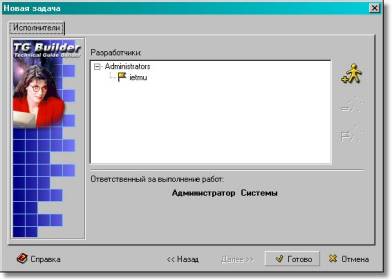 Новая задача
Исполнители
TG Builder
Technical Guide Builder
Разработчики:
Administrators
ietmu
Ответственный за выполнение работ:
Администратор Системы
Справка
<< Назад
Далее >>
Готово
Отмена